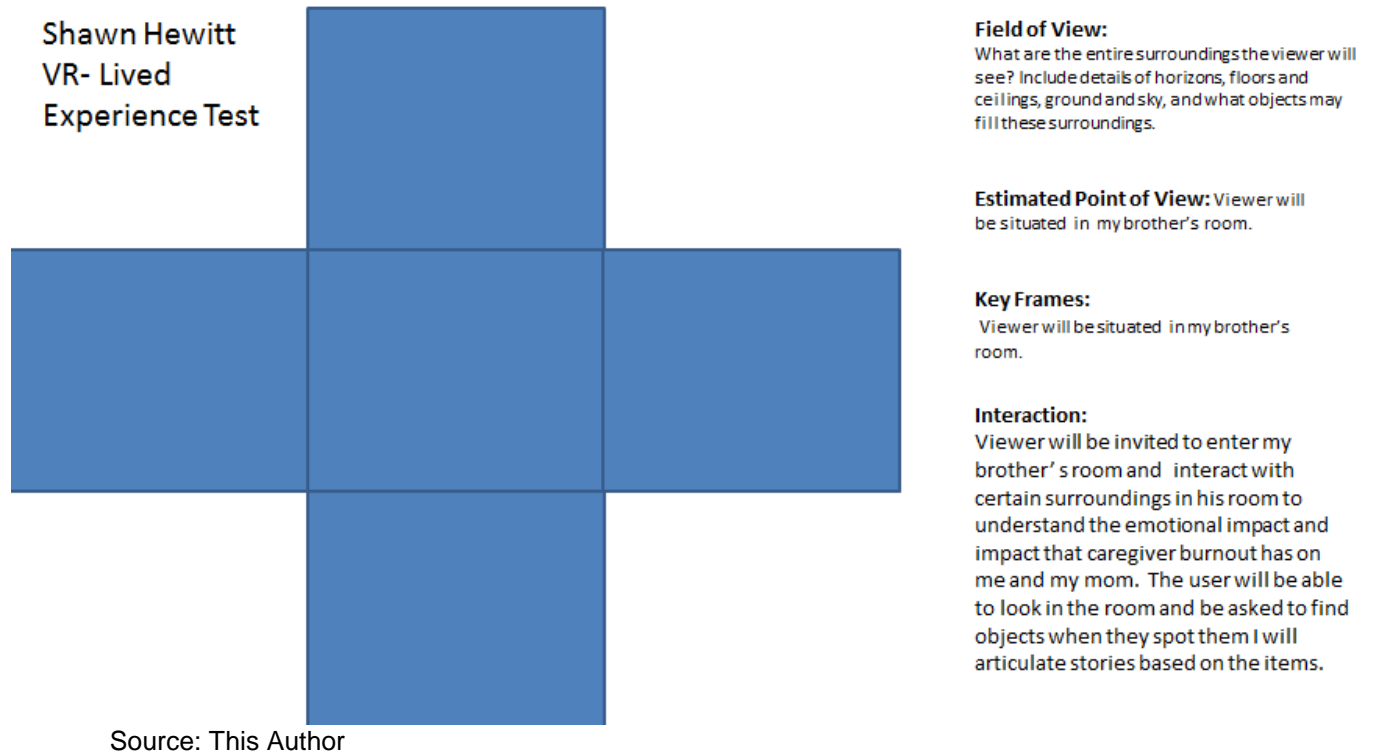 Shawn Hewitt
VR- Lived
Experience Test
Field of View:
What are the entire surroundings the viewer will
see? Include details of horizons, floors and
ceilings, ground and sky, and what objects may
fill these surroundings.
Estimated Point of View: Viewer will
be situated in my brother's room.
Key Frames:
Viewer will be situated in my brother's
room.
Interaction:
Viewer will be invited to enter my
brother's room and interact with
certain surroundings in his room to
understand the emotional impact and
impact that caregiver burnout has on
me and my mom. The user will be able
to look in the room and be asked to find
objects when they spot them I will
articulate stories based on the items.
Source: This Author